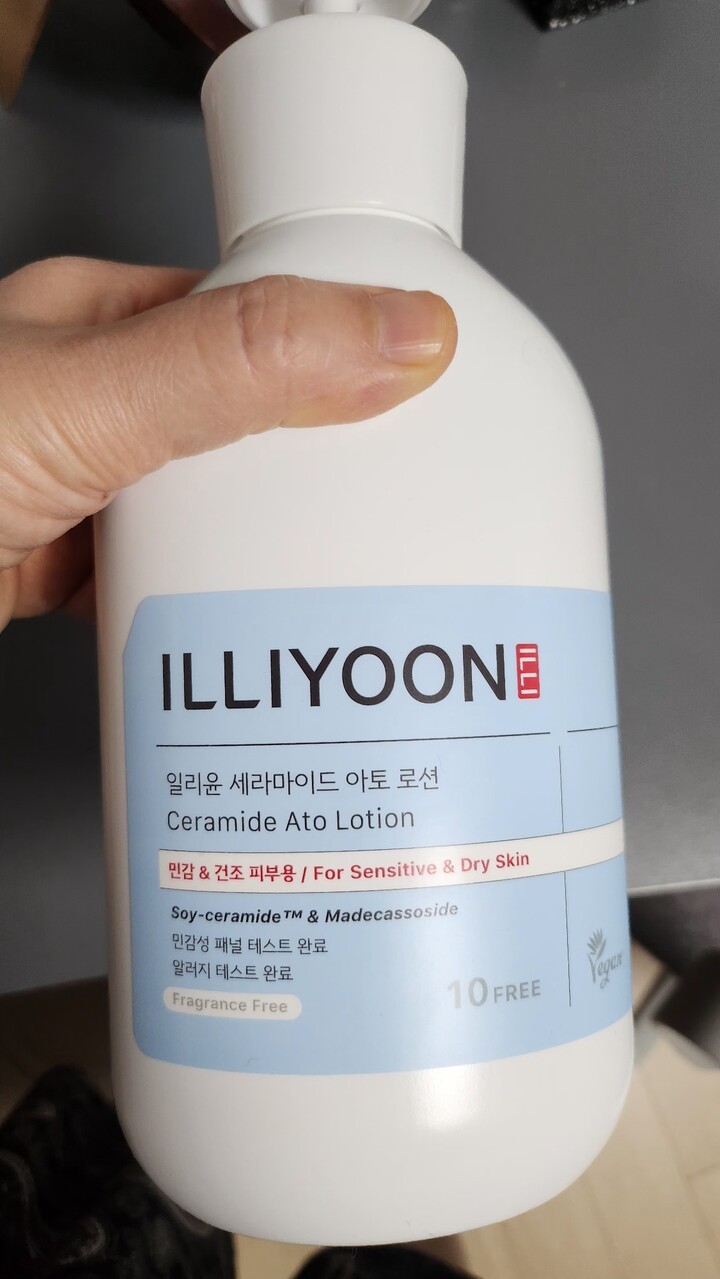 ILLIYOON ILLI
일리윤 세라마이드 아토 로션
Ceramide Ato Lotion
민감 & 건조 피부용 / For Sensitive & Dry Skin
Soy-ceramide™ & Madecassoside
민감성 패널 테스트 완료
알러지 테스트 완료
Fragrance Free
10 FREE
Vegan